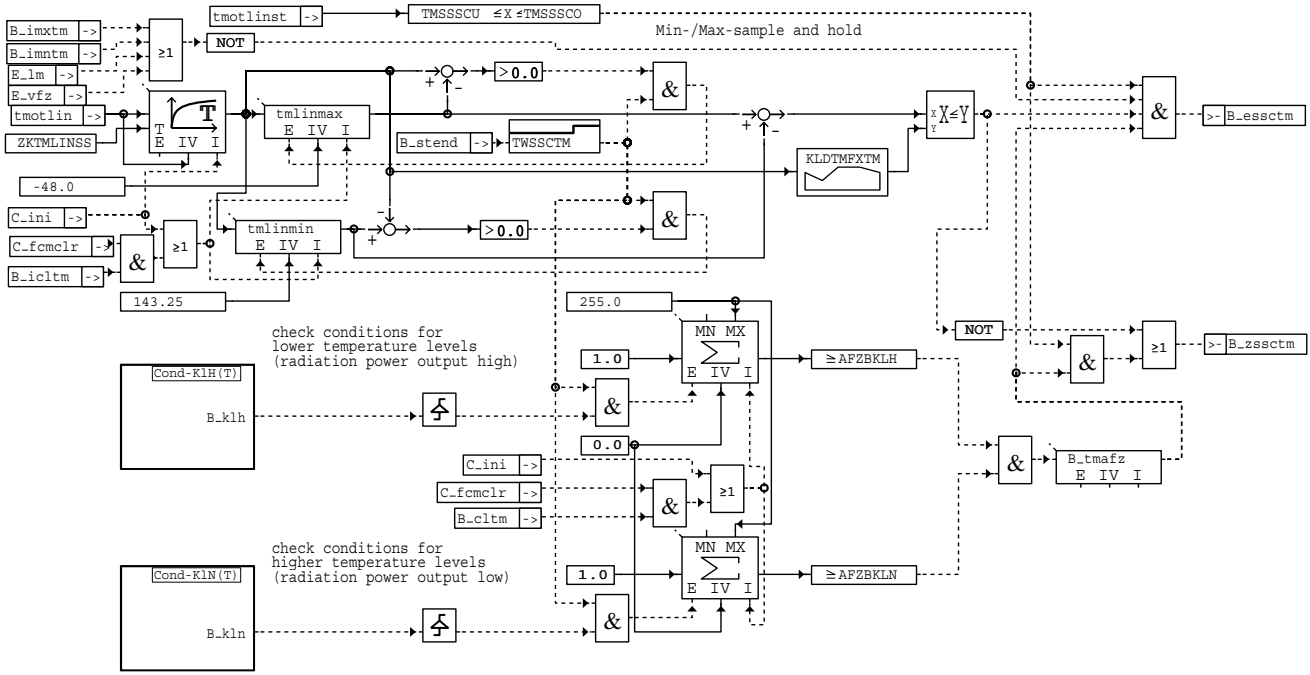 tmotlinst ->
TMSSSCU ≤X ≤TMSSSCO
Min-/Max-sample and hold
B_imxtm ->
B_imntm ->
E_lm ->
E_vfz ->
≥1
NOT
tmotlin ->
ZKTMLINSS
T
T
E IV I
tmlinmax
E IV I
+
-
>0.0
&
B_stend ->
TWSSCTM
+
-
X
Y
X≤Y
&
>- B_essctm
KLDTMFXTM
-48.0
C_ini ->
C_fcmclr ->
B_icltm ->
&
≥1
tmlinmin
E IV I
-
+
>0.0
&
143.25
255.0
check conditions for
lower temperature levels
(radiation power output high)
MN MX
E IV I
1.0
≥AFZBKLH
NOT
&
≥1
>- B_zssctm
Cond-KlH(T)
B_klh
&
0.0
C_ini ->
C_fcmclr ->
B_cltm ->
&
≥1
&
B_tmafz
E IV I
check conditions for
higher temperature levels
(radiation power output low)
MN MX
E IV I
1.0
≥AFZBKLN
Cond-KlN(T)
B_kln
&